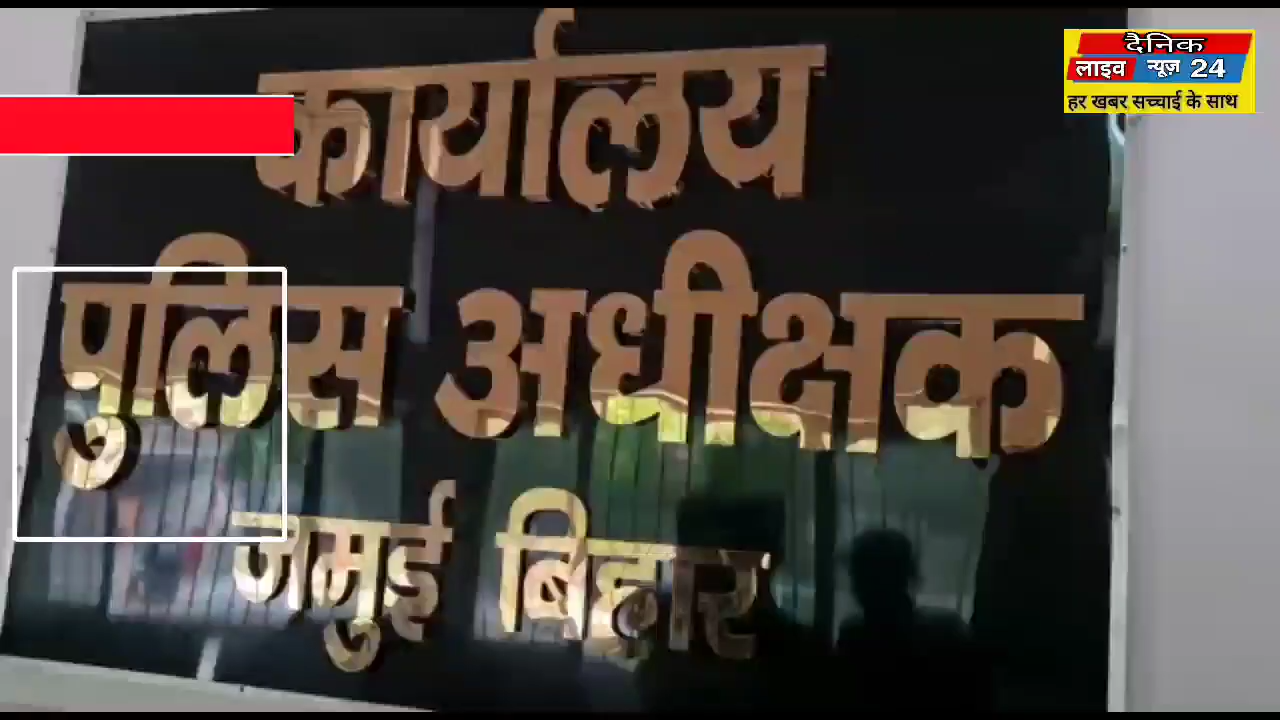 दैनिक
लाइव न्यूज़ 24
हर खबर सच्चाई के साथ
कार्यालय
पुलिस अधीक्षक
जमुई बिहार